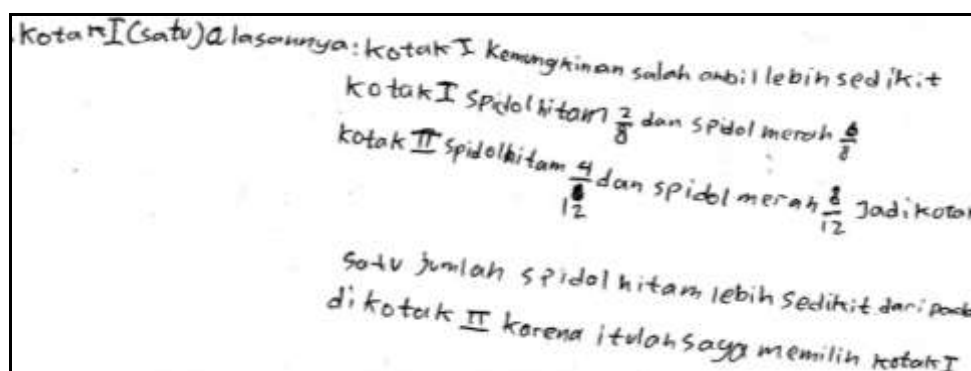 .Kotak I (satu) alasannya: kotak I kemungkinan salah ambil lebih sedikit
kotak I spidol hitam 2/8 dan spidol merah 6/8
kotak II spidol hitam 4/12 dan spidol merah 8/12 Jadi kotak
satu jumlah spidol hitam lebih sedikit dari pada
di kotak II karena itulah saya memilih kotak I